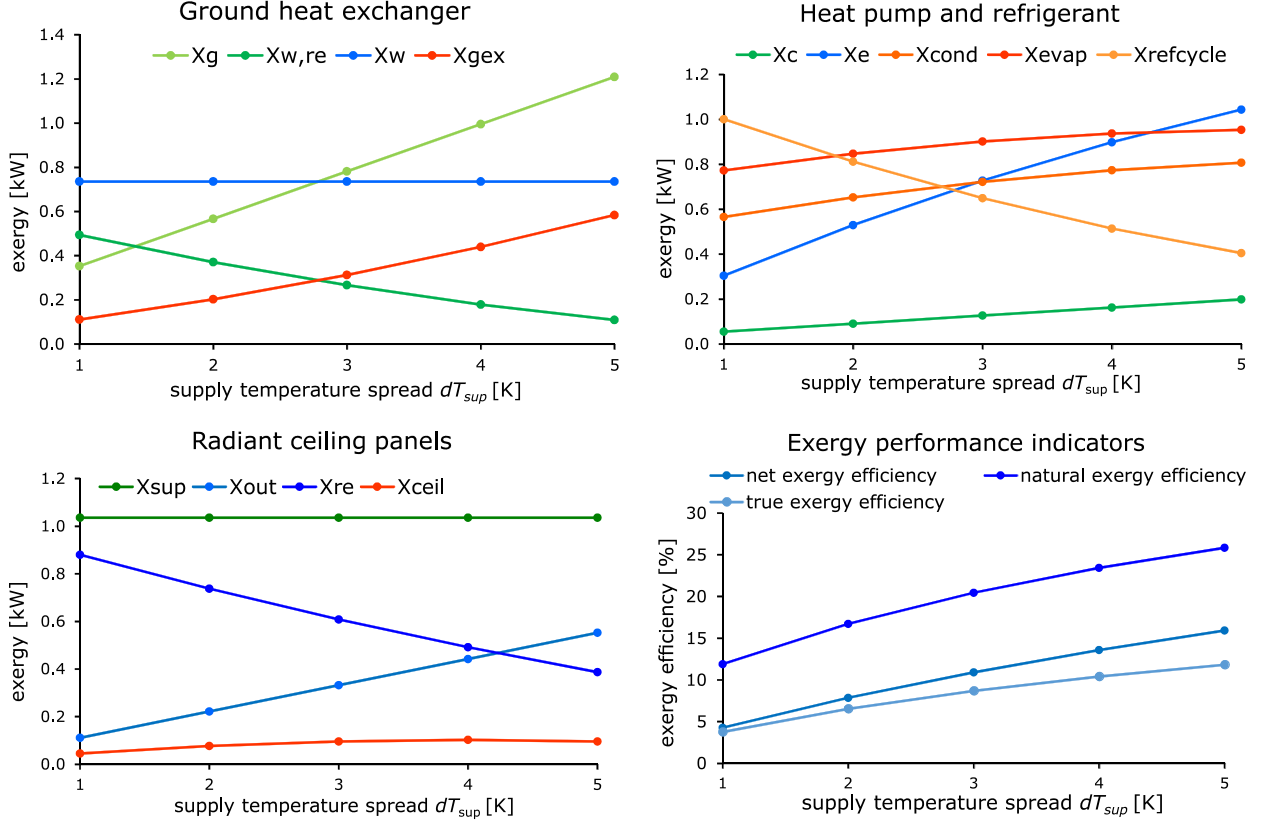 Ground heat exchanger
Xg Xw,re Xw Xgex
exergy [kW]
1.4
1.2
1.0
0.8
0.6
0.4
0.2
0.0
1 2 3 4 5
supply temperature spread dTsup [K]
Heat pump and refrigerant
Xc Xe Xcond Xevap Xrefcycle
exergy [kW]
1.2
1.0
0.8
0.6
0.4
0.2
0.0
1 2 3 4 5
supply temperature spread dTsup [K]
Radiant ceiling panels
Xsup Xout Xre Xceil
exergy [kW]
1.2
1.0
0.8
0.6
0.4
0.2
0.0
1 2 3 4 5
supply temperature spread dTsup [K]
Exergy performance indicators
net exergy efficiency natural exergy efficiency
true exergy efficiency
exergy efficiency [%]
30
25
20
15
10
5
0
1 2 3 4 5
supply temperature spread dTsup [K]